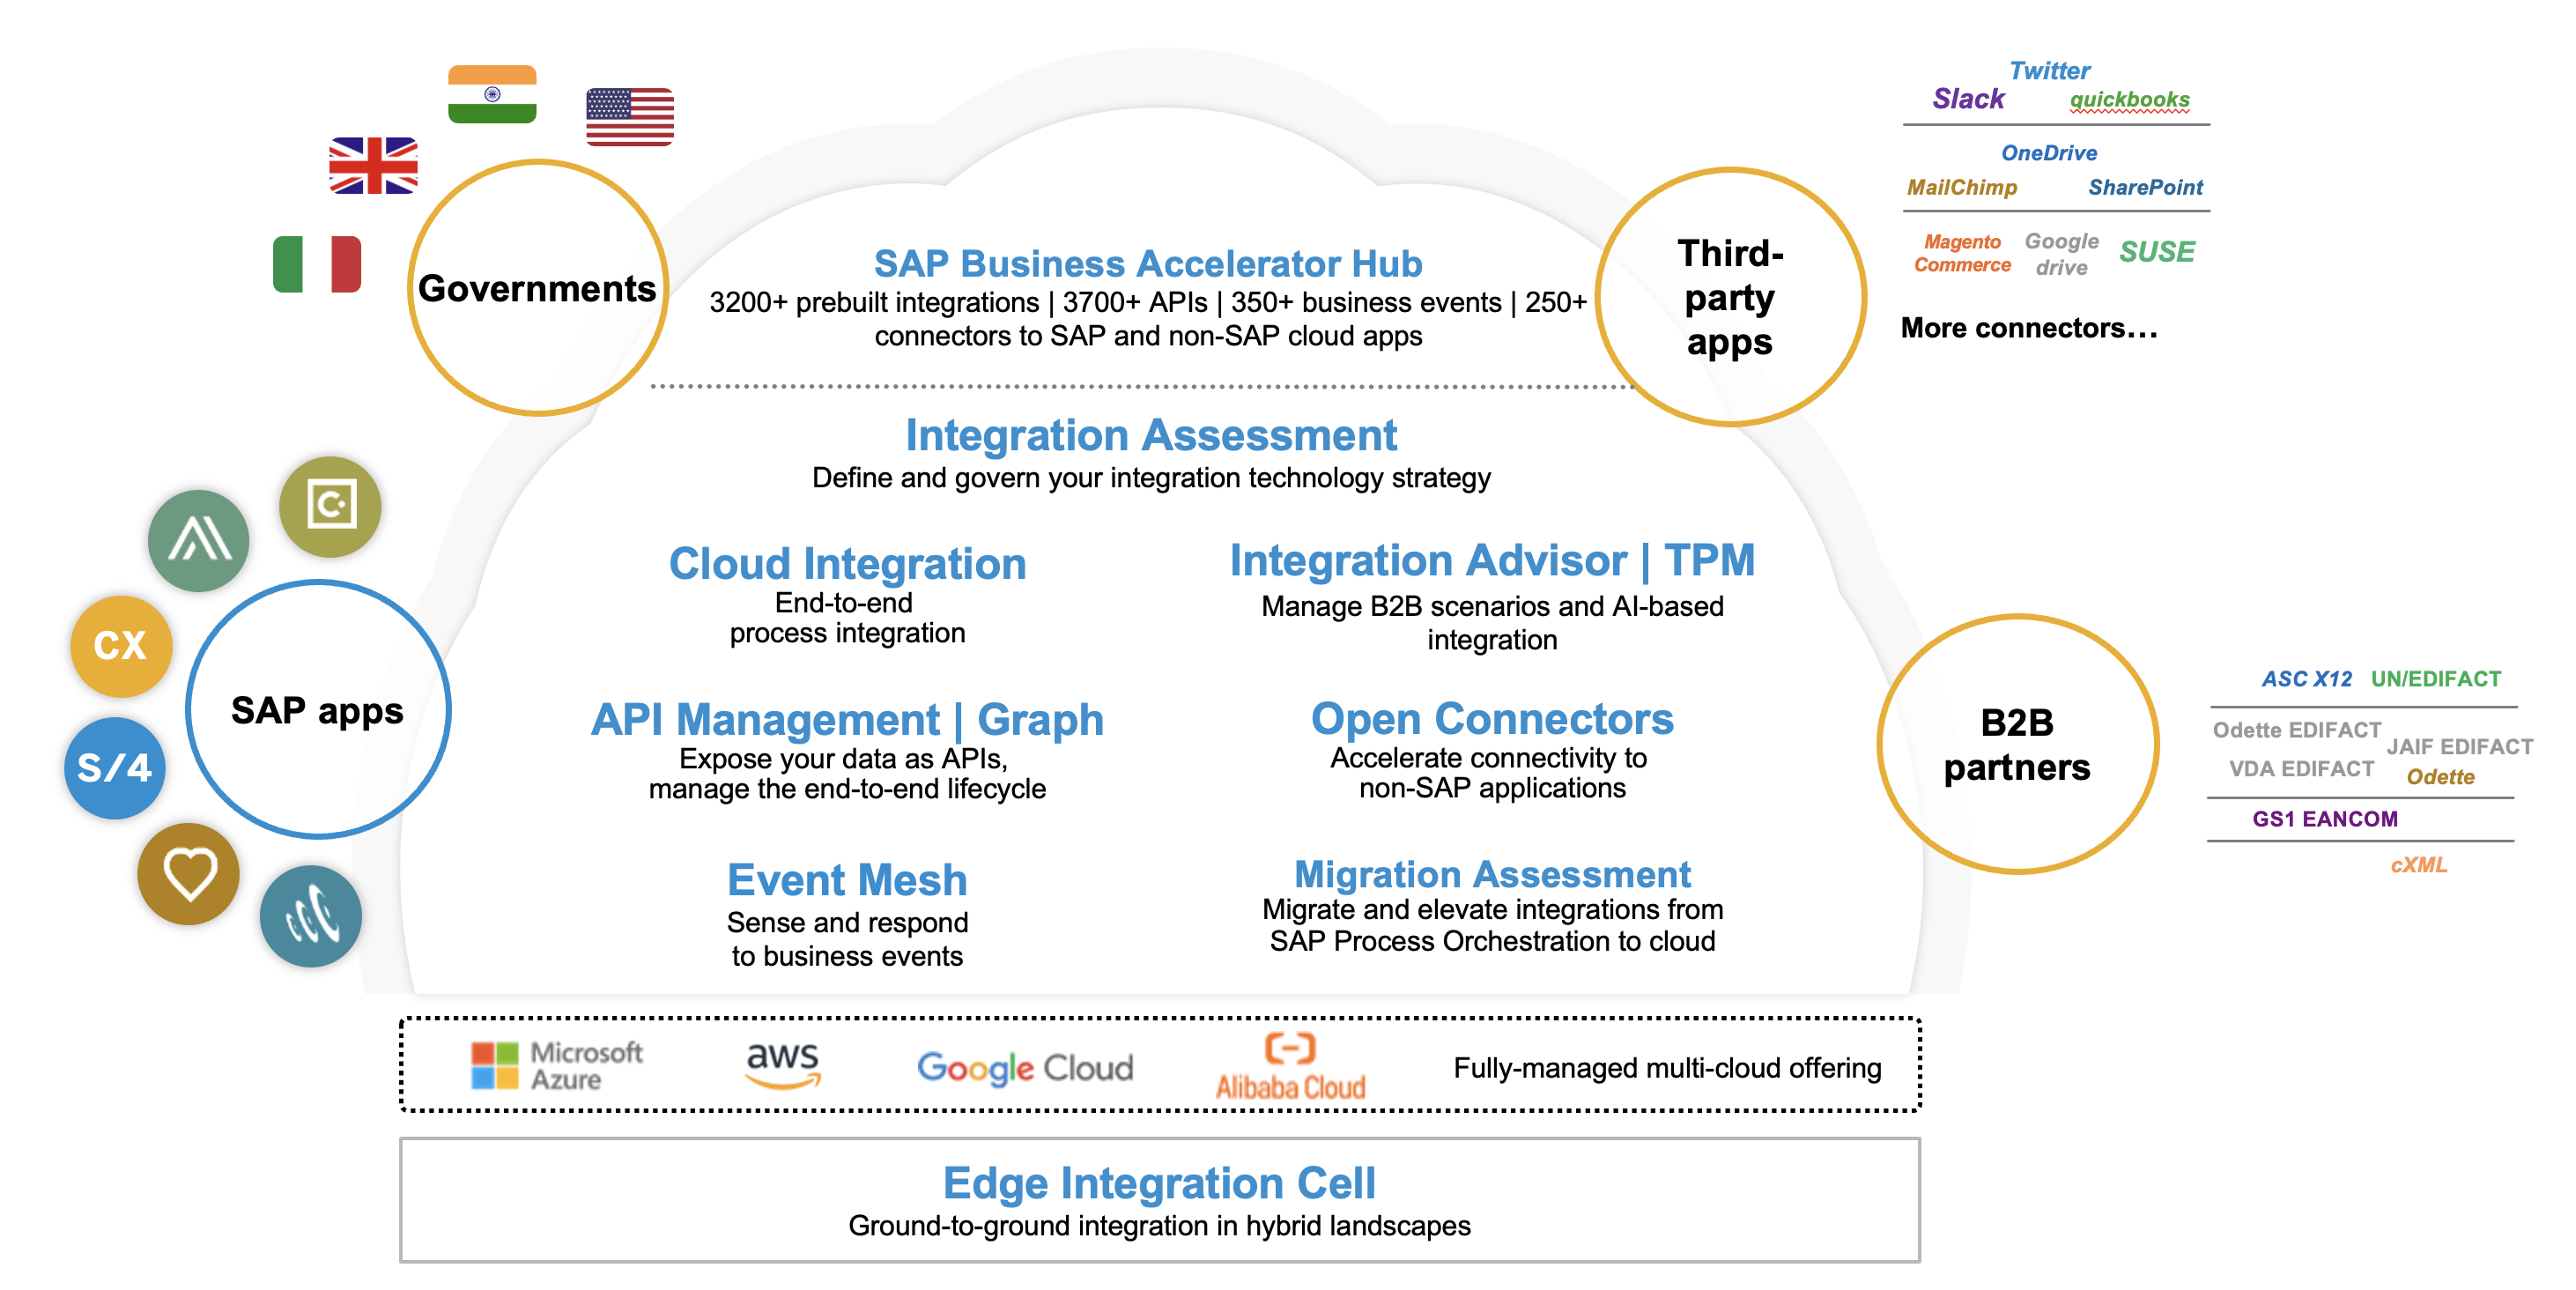 Governments
SAP Business Accelerator Hub
3200+ prebuilt integrations | 3700+ APIs | 350+ business events | 250+
connectors to SAP and non-SAP cloud apps
Third-
party
apps
Twitter
Slack quickbooks
OneDrive
MailChimp SharePoint
Magento
Commerce
Google
drive
SUSE
More connectors...
Integration Assessment
Define and govern your integration technology strategy
C
CX
S/4
SAP apps
Cloud Integration
End-to-end
process integration
Integration Advisor | TPM
Manage B2B scenarios and AI-based
integration
API Management | Graph
Expose your data as APIs,
manage the end-to-end lifecycle
Open Connectors
Accelerate connectivity to
non-SAP applications
Event Mesh
Sense and respond
to business events
Migration Assessment
Migrate and elevate integrations from
SAP Process Orchestration to cloud
B2B
partners
ASC X12 UN/EDIFACT
Odette EDIFACT
JAIF EDIFACT
VDA EDIFACT
Odette
GS1 EANCOM
cXML
Microsoft
Azure
aws
Google Cloud
Alibaba Cloud
Fully-managed multi-cloud offering
Edge Integration Cell
Ground-to-ground integration in hybrid landscapes